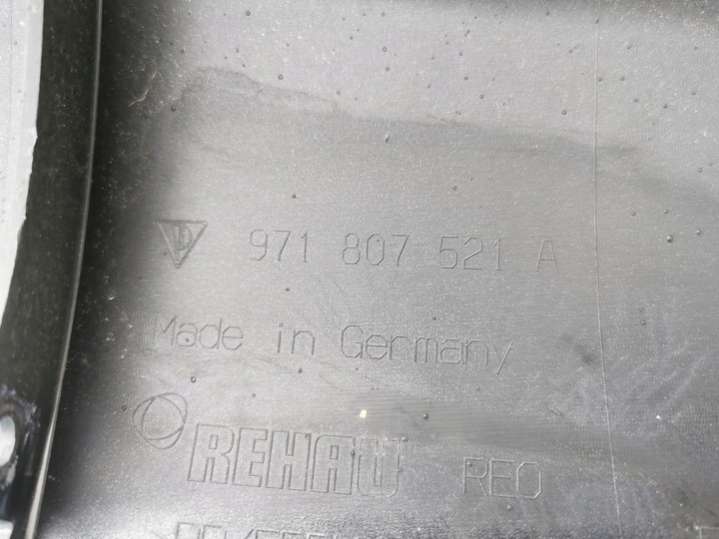 971 807 521 A
Made in Germany
REHAU REO